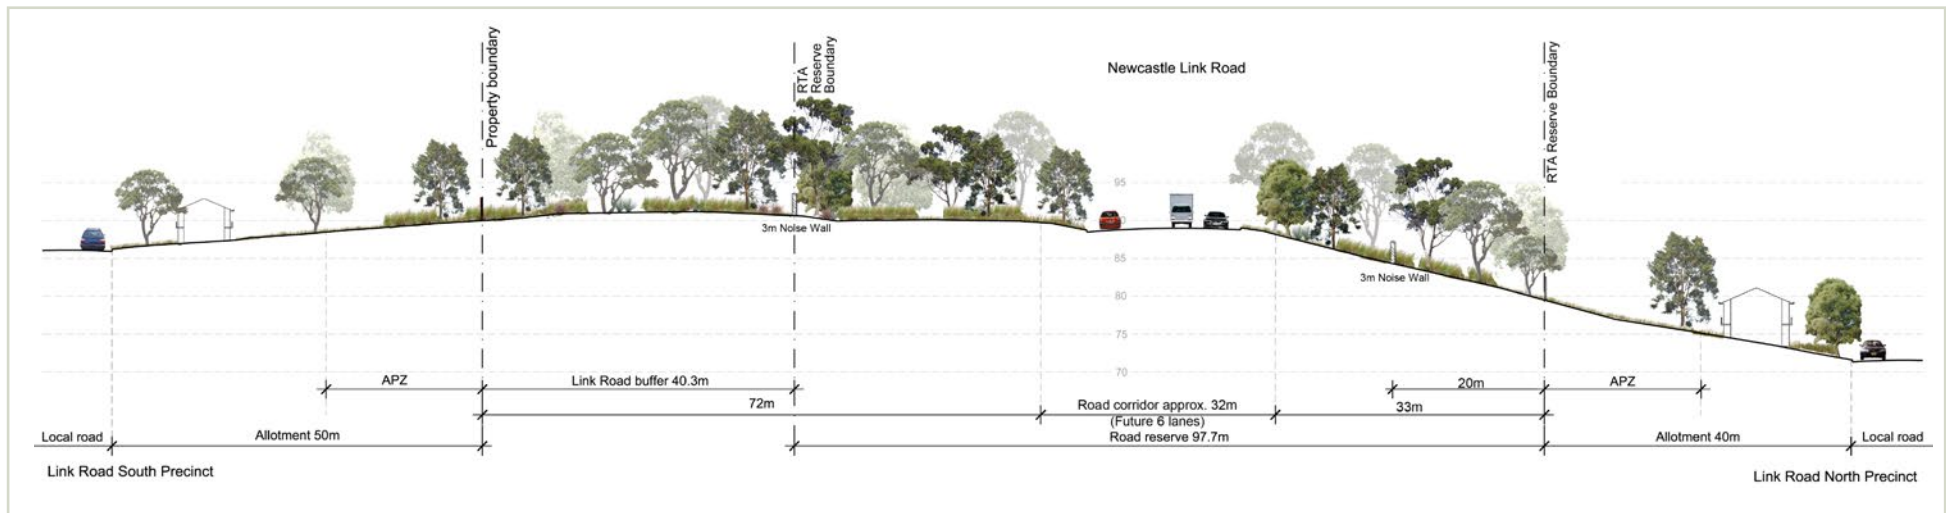 Property boundary
RTA
Reserve
Boundary
Newcastle Link Road
RTA Reserve Boundary
95
3m Noise Wall
85
3m Noise Wall
80
75
70
APZ
Link Road buffer 40.3m
20m
APZ
72m
Road corridor approx. 32m
(Future 6 lanes)
33m
Local road
Allotment 50m
Road reserve 97.7m
Allotment 40m
Local road
Link Road South Precinct
Link Road North Precinct